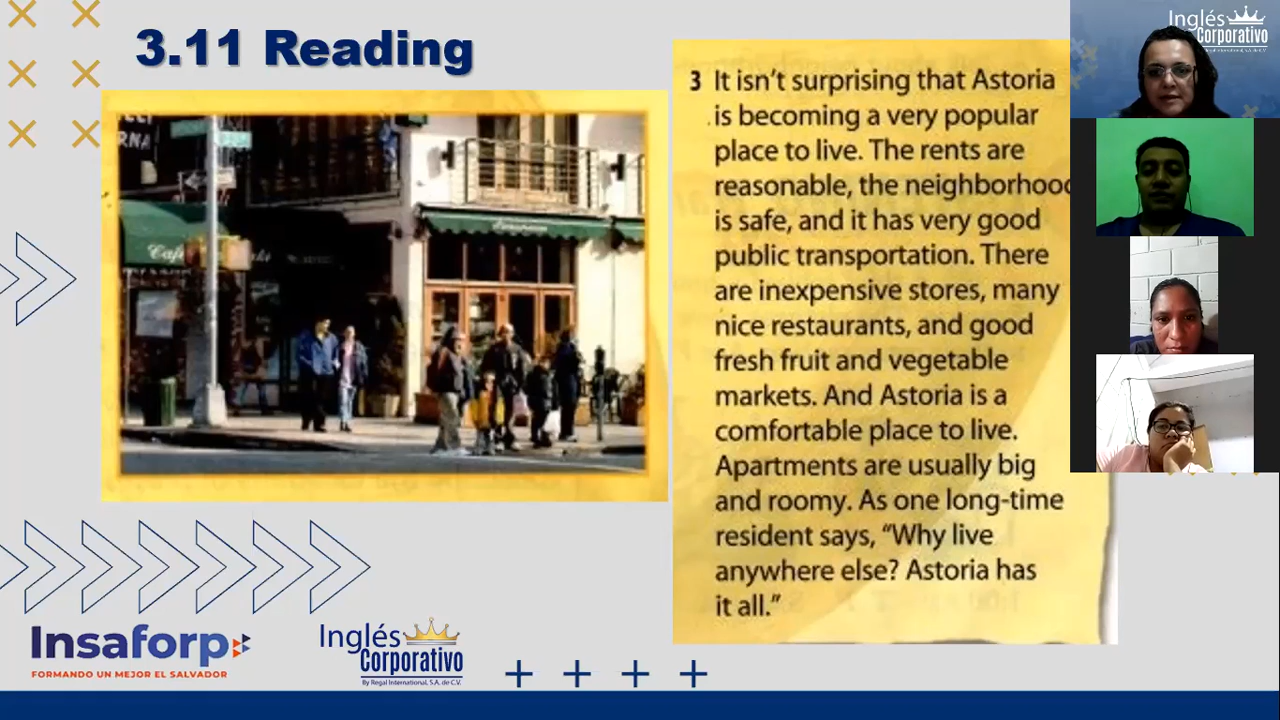 3.11 Reading
3 It isn't surprising that Astoria
is becoming a very popular
place to live. The rents are
reasonable, the neighborhood
is safe, and it has very good
public transportation. There
are inexpensive stores, many
nice restaurants, and good
fresh fruit and vegetable
markets. And Astoria is a
comfortable place to live.
Apartments are usually big
and roomy. As one long-time
resident says, “Why live
anywhere else? Astoria has
it all.”
Insaforp
FORMANDO UN MEJOR EL SALVADOR
Inglés
Corporativo
By Regal International, S.A. de C.V.
Inglés
Corporativo